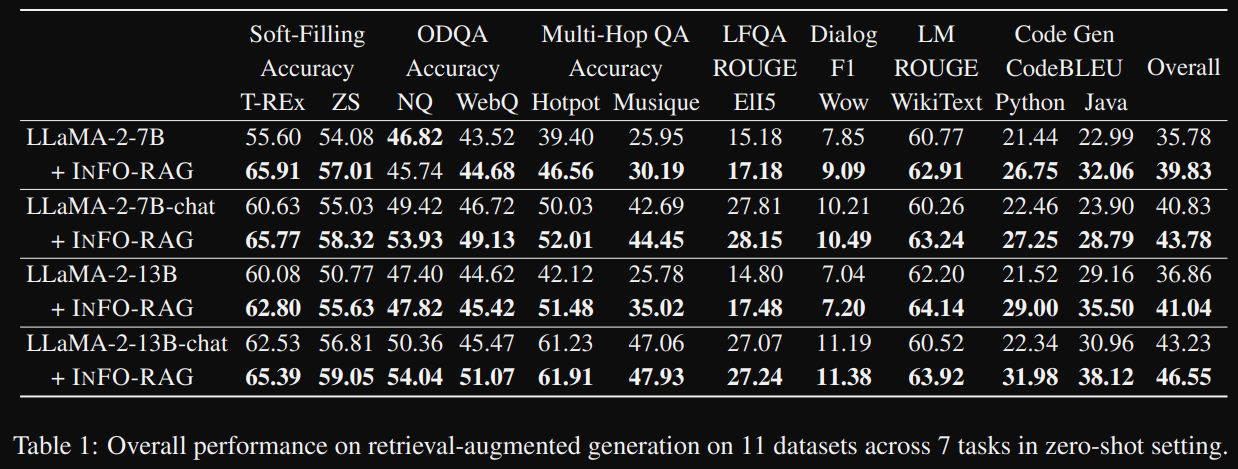 Soft-Filling ODQA Multi-Hop QA LFQA Dialog LM Code Gen
Accuracy Accuracy Accuracy ROUGE F1 ROUGE CodeBLEU Overall
T-REx ZS NQ WebQ Hotpot Musique ElI5 Wow WikiText Python Java
LLaMA-2-7B 55.60 54.08 46.82 43.52 39.40 25.95 15.18 7.85 60.77 21.44 22.99 35.78
+ INFO-RAG 65.91 57.01 45.74 44.68 46.56 30.19 17.18 9.09 62.91 26.75 32.06 39.83
LLaMA-2-7B-chat 60.63 55.03 49.42 46.72 50.03 42.69 27.81 10.21 60.26 22.46 23.90 40.83
+ INFO-RAG 65.77 58.32 53.93 49.13 52.01 44.45 28.15 10.49 63.24 27.25 28.79 43.78
LLaMA-2-13B 60.08 50.77 47.40 44.62 42.12 25.78 14.80 7.04 62.20 21.52 29.16 36.86
+ INFO-RAG 62.80 55.63 47.82 45.42 51.48 35.02 17.48 7.20 64.14 29.00 35.50 41.04
LLaMA-2-13B-chat 62.53 56.81 50.36 45.47 61.23 47.06 27.07 11.19 60.52 22.34 30.96 43.23
+ INFO-RAG 65.39 59.05 54.04 51.07 61.91 47.93 27.24 11.38 63.92 31.98 38.12 46.55
Table 1: Overall performance on retrieval-augmented generation on 11 datasets across 7 tasks in zero-shot setting.